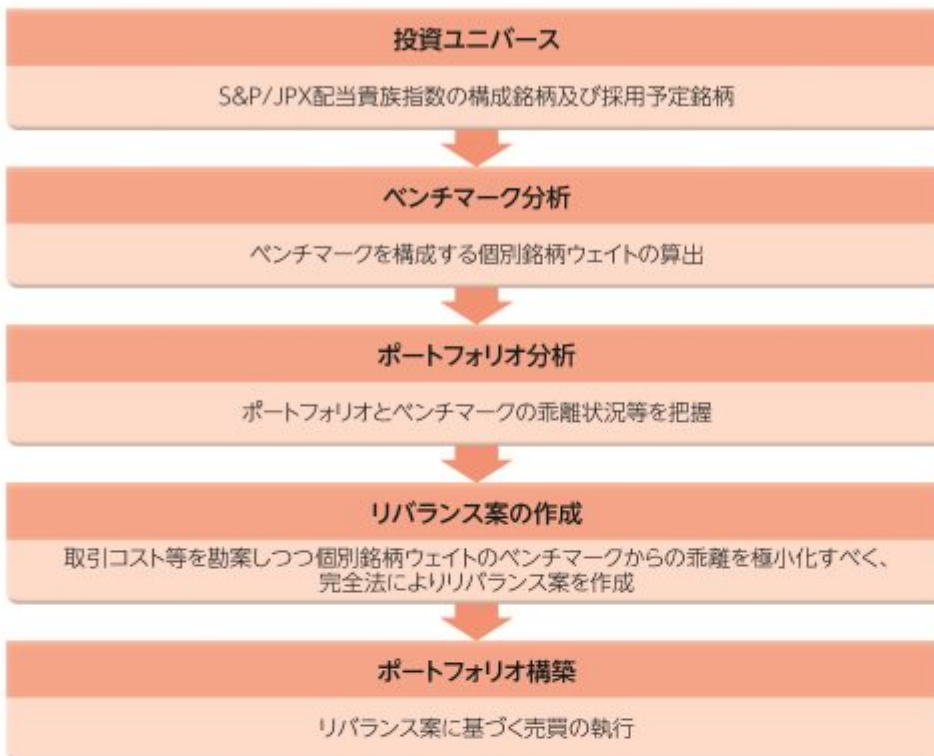 投資ユニバース
S&P/JPX配当貴族指数の構成銘柄及び採用予定銘柄
ベンチマーク分析
ベンチマークを構成する個別銘柄ウェイトの算出
ポートフォリオ分析
ポートフォリオとベンチマークの乖離状況等を把握
リバランス案の作成
取引コスト等を勘案しつつ個別銘柄ウェイトのベンチマークからの乖離を極小化すべく、
完全法によりリバランス案を作成
ポートフォリオ構築
リバランス案に基づく売買の執行